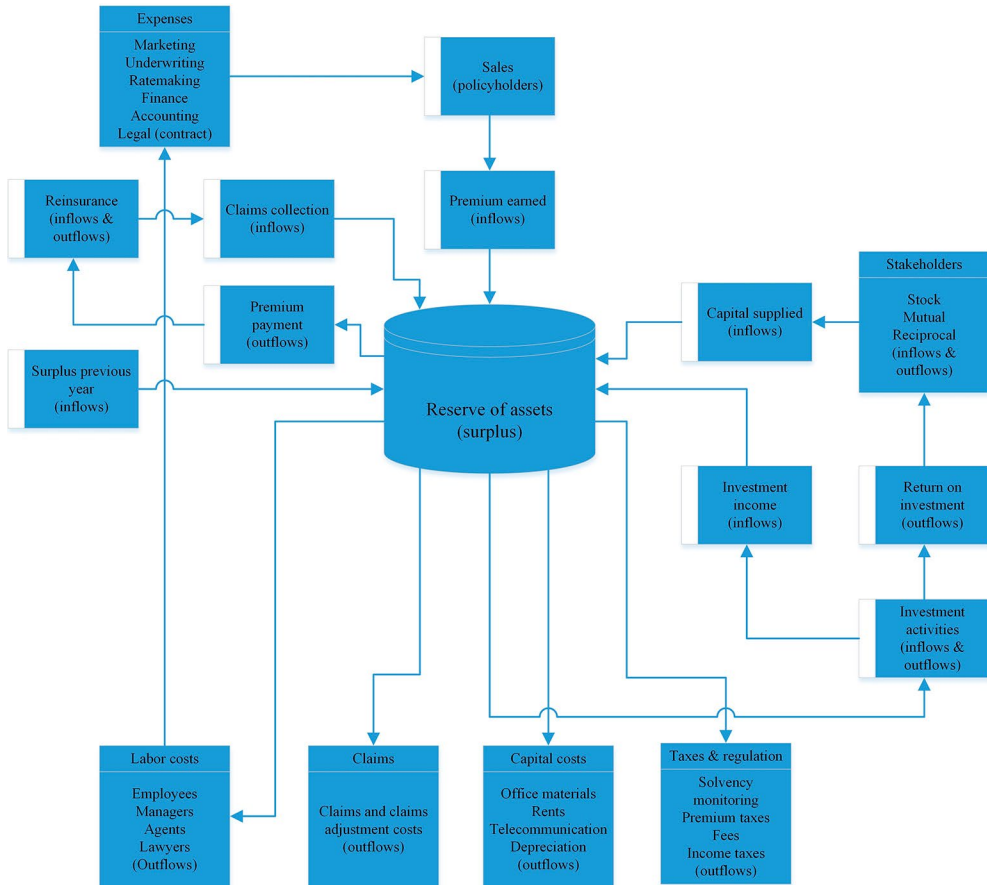 Expenses
Marketing
Underwriting
Ratemaking
Finance
Accounting
Legal (contract)
Sales
(policyholders)
Reinsurance
(inflows &
outflows)
Claims collection
(inflows)
Premium earned
(inflows)
Stakeholders
Stock
Mutual
Reciprocal
(inflows &
outflows)
Premium
payment
(outflows)
Capital supplied
(inflows)
Surplus previous
year
(inflows)
Reserve of assets
(surplus)
Investment
income
(inflows)
Return on
investment
(outflows)
Investment
activities
(inflows &
outflows)
Labor costs
Employees
Managers
Agents
Lawyers
(Outflows)
Claims
Claims and claims
adjustment costs
(outflows)
Capital costs
Office materials
Rents
Telecommunication
Depreciation
(outflows)
Taxes & regulation
Solvency
monitoring
Premium taxes
Fees
Income taxes
(outflows)